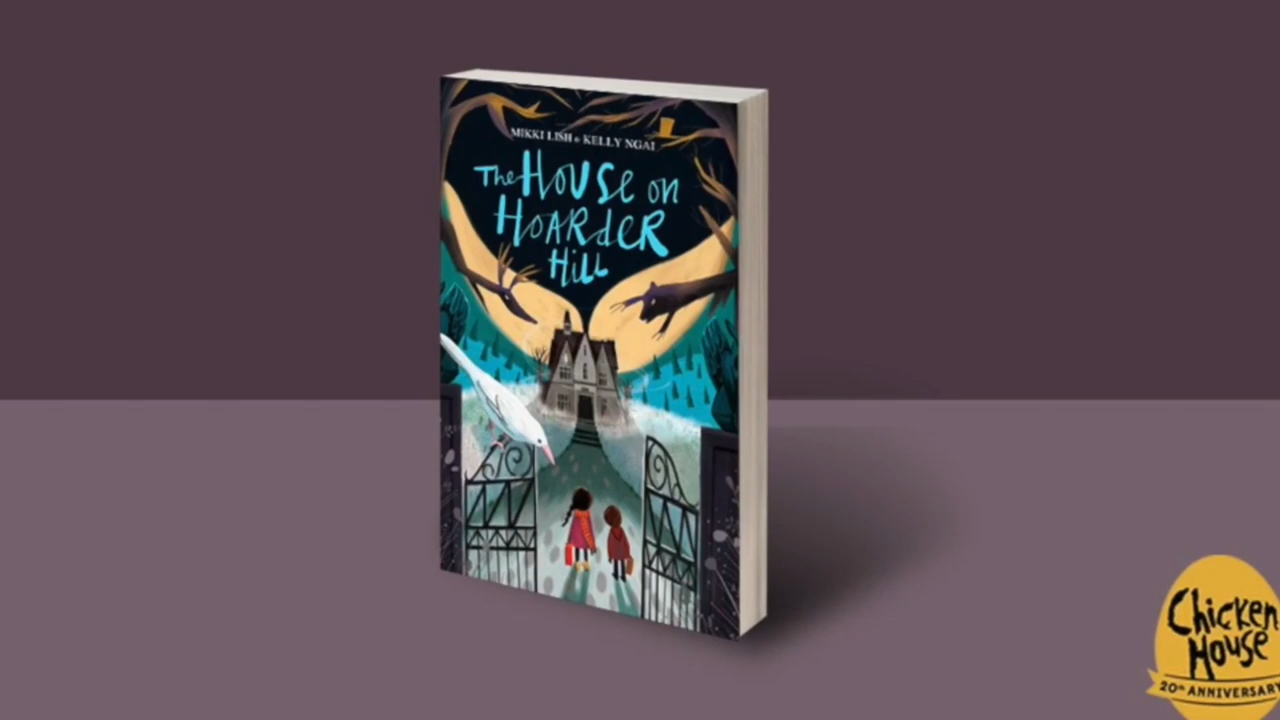 MIKKI LISH & KELLY NGAI
The HOUSE on
HOARdER
Hill
Chicken
House
20th ANNIVERSARY